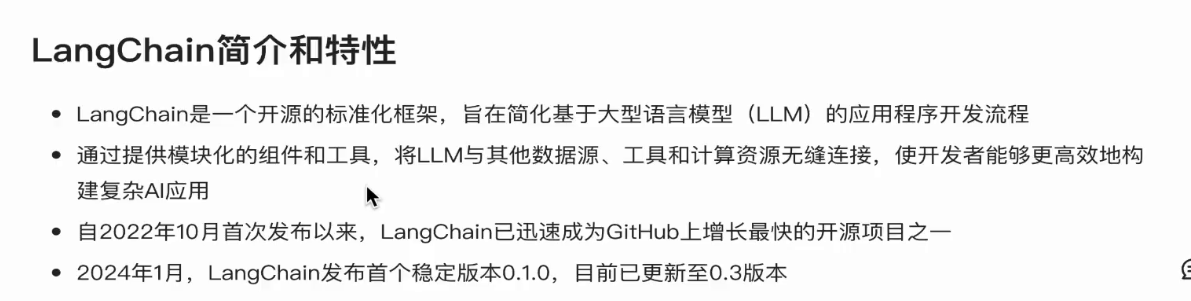 LangChain简介和特性
• LangChain是一个开源的标准化框架，旨在简化基于大型语言模型（LLM）的应用程序开发流程
• 通过提供模块化的组件和工具，将LLM与其他数据源、工具和计算资源无缝连接，使开发者能够更高效地构
建复杂AI应用
• 自2022年10月首次发布以来，LangChain已迅速成为GitHub上增长最快的开源项目之一
• 2024年1月，LangChain发布首个稳定版本0.1.0，目前已更新至0.3版本